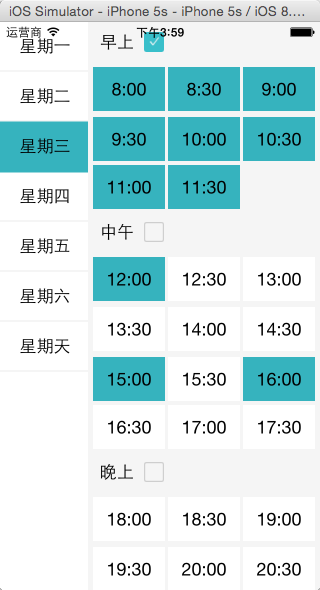 iOS Simulator - iPhone 5s - iPhone 5s / iOS 8....
运营商 下午3:59
星期一
星期二
星期三
星期四
星期五
星期六
星期天
早上
8:00 8:30 9:00
9:30 10:00 10:30
11:00 11:30
中午
12:00 12:30 13:00
13:30 14:00 14:30
15:00 15:30 16:00
16:30 17:00 17:30
晚上
18:00 18:30 19:00
19:30 20:00 20:30